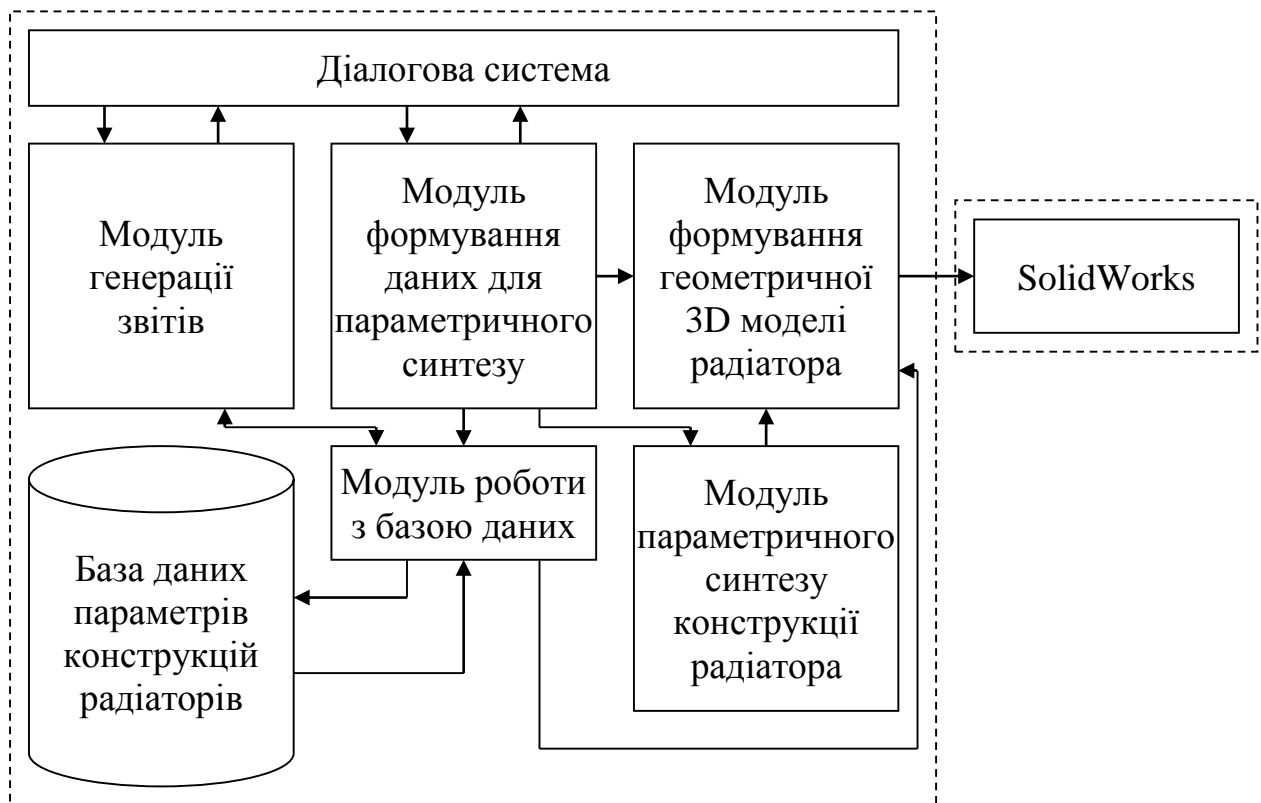 Діалогова система
Модуль
генерації
звітів
Модуль
формування
даних для
параметричного
синтезу
Модуль
формування
геометричної
3D моделі
радіатора
SolidWorks
База даних
параметрів
конструкцій
радіаторів
Модуль роботи
з базою даних
Модуль
параметричного
синтезу
конструкції
радіатора